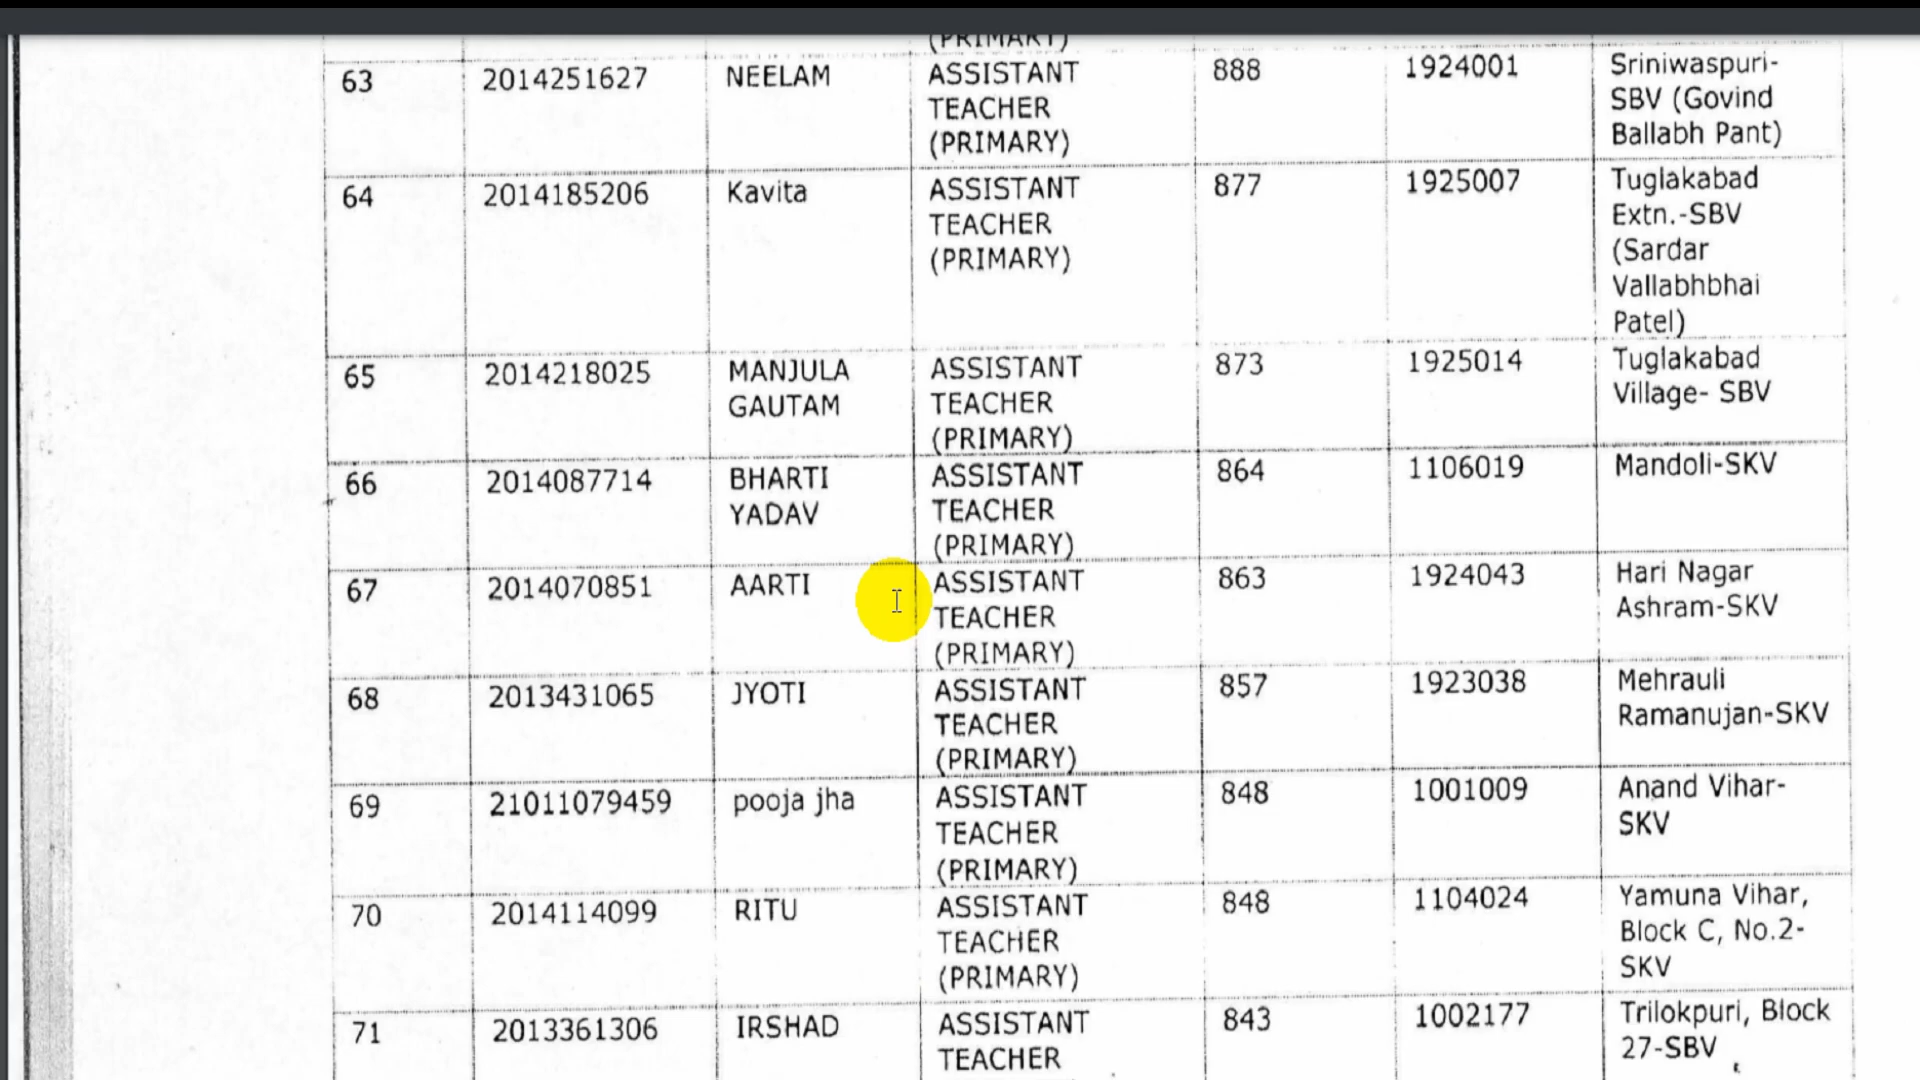 (PRIMARY)
63 2014251627 NEELAM ASSISTANT 888 1924001 Sriniwaspuri-
TEACHER SBV (Govind
(PRIMARY) Ballabh Pant)
64 2014185206 Kavita ASSISTANT 877 1925007 Tuglakabad
TEACHER Extn.-SBV
(PRIMARY) (Sardar
Vallabhbhai
Patel)
65 2014218025 MANJULA ASSISTANT 873 1925014 Tuglakabad
GAUTAM TEACHER Village- SBV
(PRIMARY)
66 2014087714 BHARTI ASSISTANT 864 1106019 Mandoli-SKV
YADAV TEACHER
(PRIMARY)
67 2014070851 AARTI ASSISTANT 863 1924043 Hari Nagar
TEACHER Ashram-SKV
(PRIMARY)
68 2013431065 JYOTI ASSISTANT 857 1923038 Mehrauli
TEACHER Ramanujan-SKV
(PRIMARY)
69 21011079459 pooja jha ASSISTANT 848 1001009 Anand Vihar-
TEACHER SKV
(PRIMARY)
70 2014114099 RITU ASSISTANT 848 1104024 Yamuna Vihar,
TEACHER Block C, No.2-
(PRIMARY) SKV
71 2013361306 IRSHAD ASSISTANT 843 1002177 Trilokpuri, Block
TEACHER 27-SBV